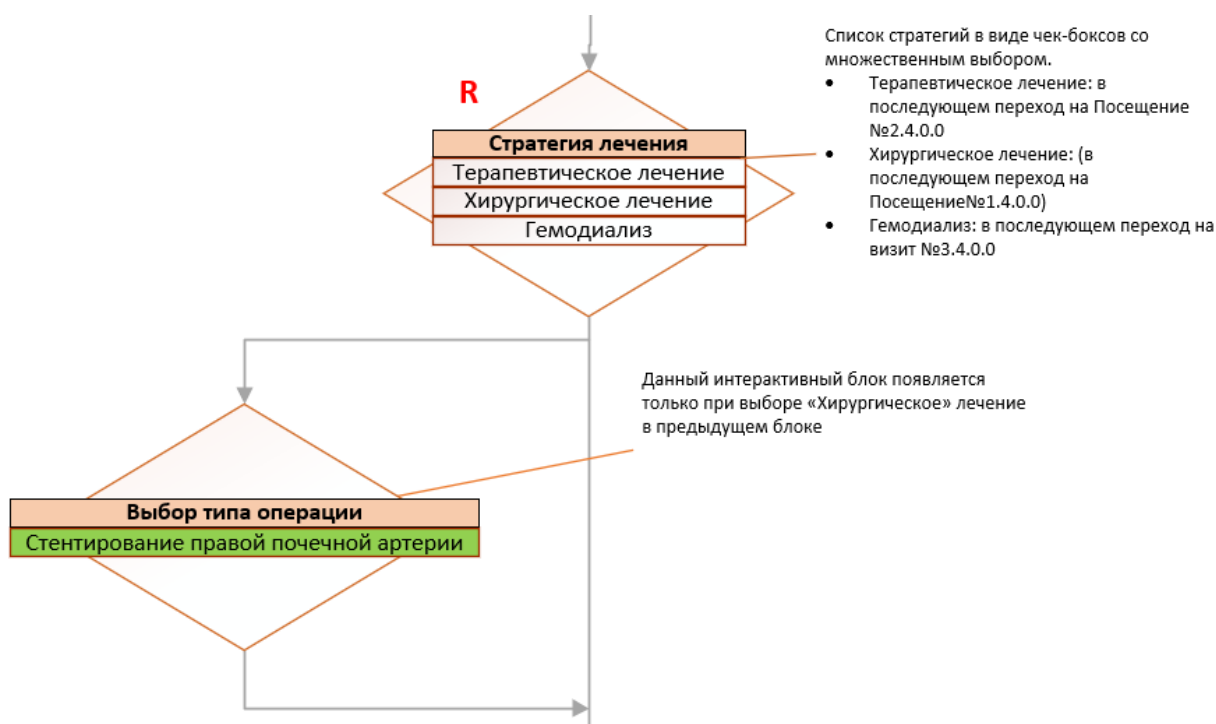 R
Стратегия лечения
Терапевтическое лечение
Хирургическое лечение
Гемодиализ
Список стратегий в виде чек-боксов со
множественным выбором.
• Терапевтическое лечение: в
последующем переход на Посещение
№2.4.0.0
• Хирургическое лечение: (в
последующем переход на
Посещение№1.4.0.0)
• Гемодиализ: в последующем переход на
визит №3.4.0.0
Данный интерактивный блок появляется
только при выборе «Хирургическое» лечение
в предыдущем блоке
Выбор типа операции
Стентирование правой почечной артерии